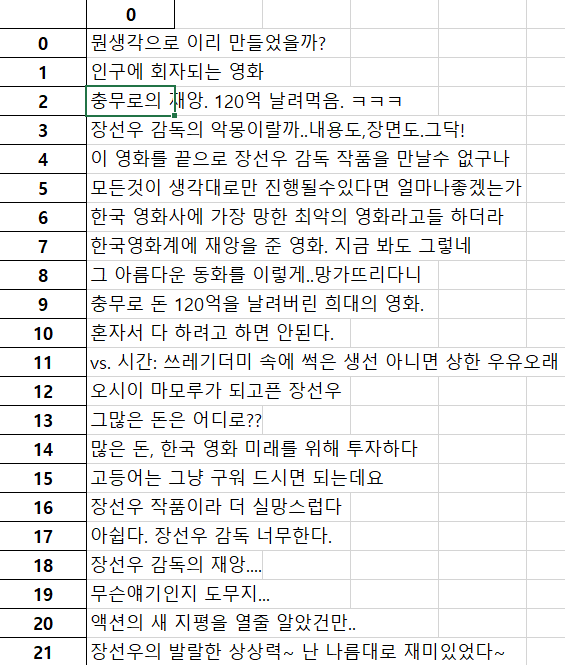 0
0 뭔생각으로 이리 만들었을까?
1 인구에 회자되는 영화
2 충무로의 재앙. 120억 날려먹음. ㅋㅋㅋ
3 장선우 감독의 악몽이랄까..내용도,장면도.그닥!
4 이 영화를 끝으로 장선우 감독 작품을 만날수 없구나
5 모든것이 생각대로만 진행될수있다면 얼마나좋겠는가
6 한국 영화사에 가장 망한 최악의 영화라고들 하더라
7 한국영화계에 재앙을 준 영화. 지금 봐도 그렇네
8 그 아름다운 동화를 이렇게..망가뜨리다니
9 충무로 돈 120억을 날려버린 희대의 영화.
10 혼자서 다 하려고 하면 안된다.
11 vs. 시간: 쓰레기더미 속에 썩은 생선 아니면 상한 우유오래
12 오시이 마모루가 되고픈 장선우
13 그많은 돈은 어디로??
14 많은 돈, 한국 영화 미래를 위해 투자하다
15 고등어는 그냥 구워 드시면 되는데요
16 장선우 작품이라 더 실망스럽다
17 아쉽다. 장선우 감독 너무한다.
18 장선우 감독의 재앙....
19 무슨얘기인지 도무지...
20 액션의 새 지평을 열줄 알았건만..
21 장선우의 발랄한 상상력~ 난 나름대로 재미있었다~